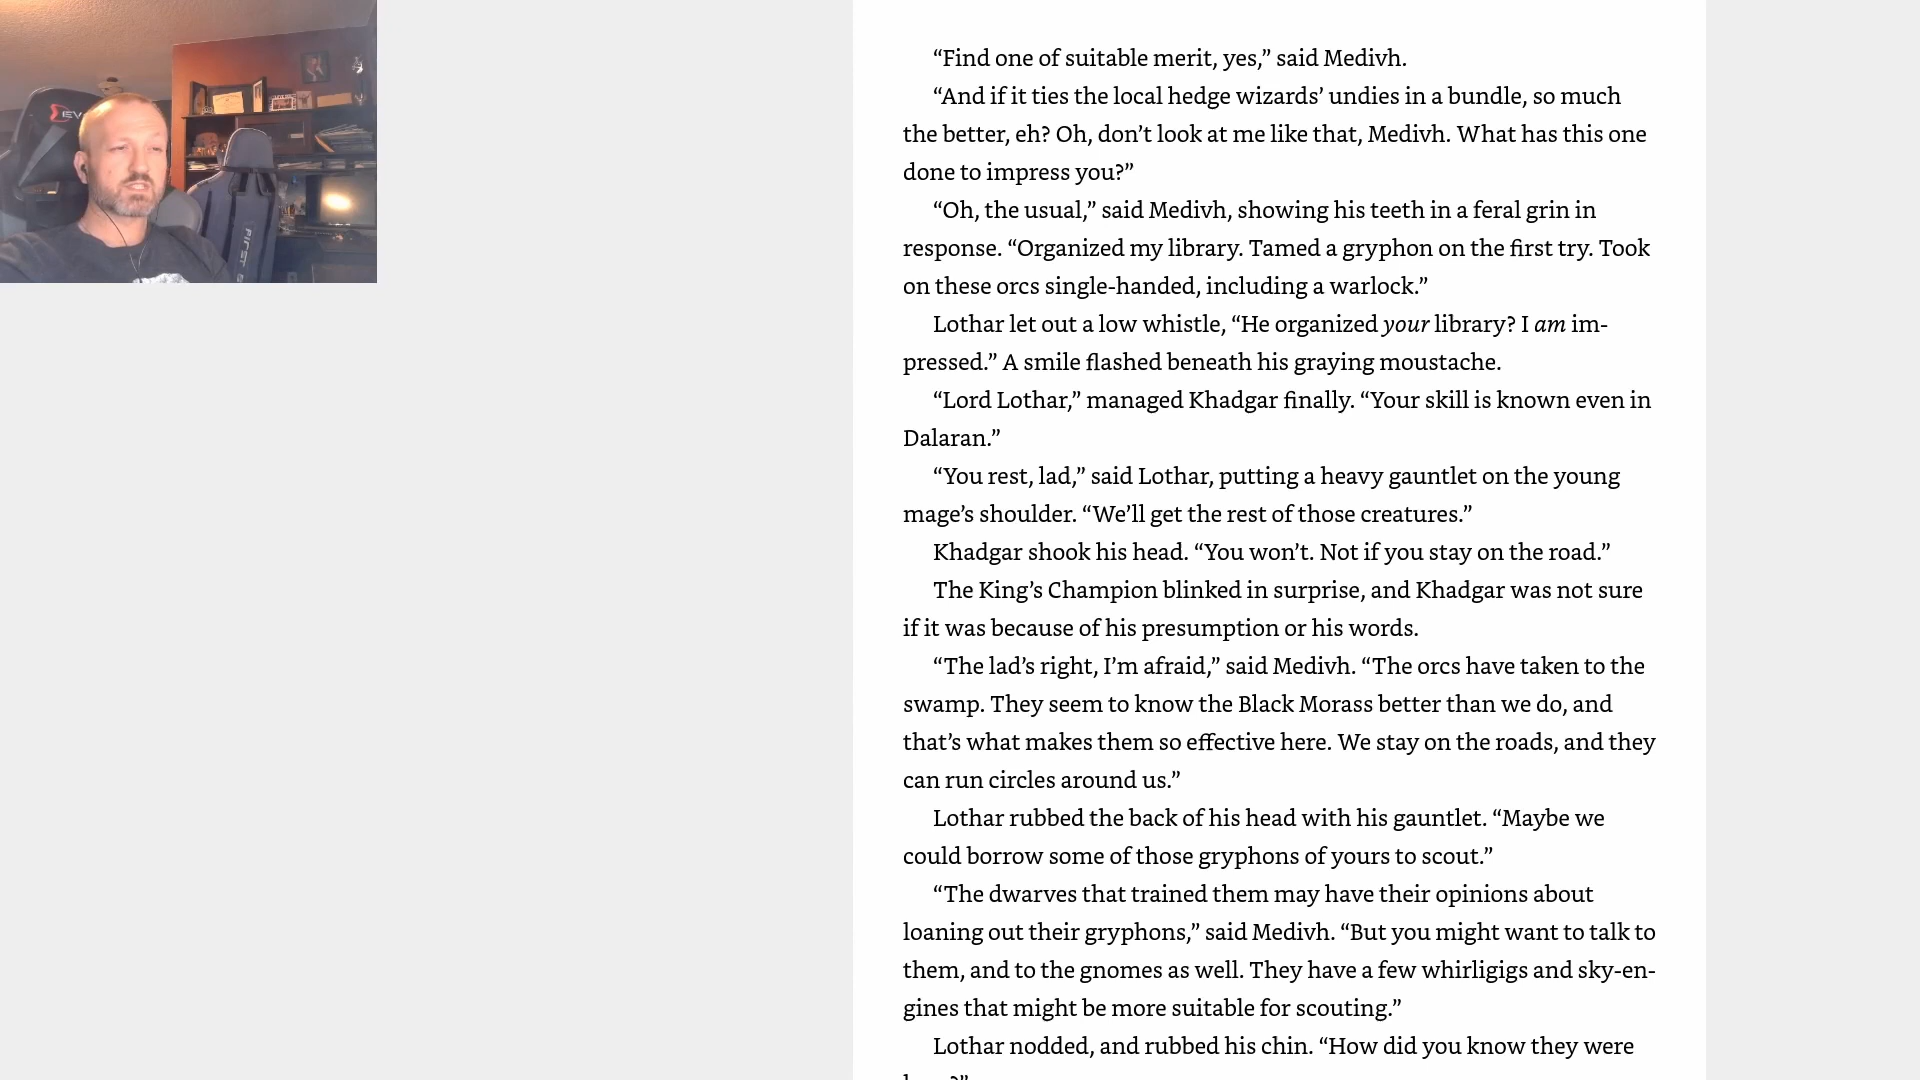 EV
FIRST
“Find one of suitable merit, yes,” said Medivh.
“And if it ties the local hedge wizards’ undies in a bundle, so much
the better, eh? Oh, don’t look at me like that, Medivh. What has this one
done to impress you?”
“Oh, the usual,” said Medivh, showing his teeth in a feral grin in
response. “Organized my library. Tamed a gryphon on the first try. Took
on these orcs single-handed, including a warlock.”
Lothar let out a low whistle, “He organized your library? I am im-
pressed.” A smile flashed beneath his graying moustache.
“Lord Lothar,” managed Khadgar finally. “Your skill is known even in
Dalaran.”
“You rest, lad,” said Lothar, putting a heavy gauntlet on the young
mage’s shoulder. “We’ll get the rest of those creatures.”
Khadgar shook his head. “You won’t. Not if you stay on the road.”
The King’s Champion blinked in surprise, and Khadgar was not sure
if it was because of his presumption or his words.
“The lad’s right, I’m afraid,” said Medivh. “The orcs have taken to the
swamp. They seem to know the Black Morass better than we do, and
that’s what makes them so effective here. We stay on the roads, and they
can run circles around us.”
Lothar rubbed the back of his head with his gauntlet. “Maybe we
could borrow some of those gryphons of yours to scout.”
“The dwarves that trained them may have their opinions about
loaning out their gryphons,” said Medivh. “But you might want to talk to
them, and to the gnomes as well. They have a few whirligigs and sky-en-
gines that might be more suitable for scouting.”
Lothar nodded, and rubbed his chin. “How did you know they were